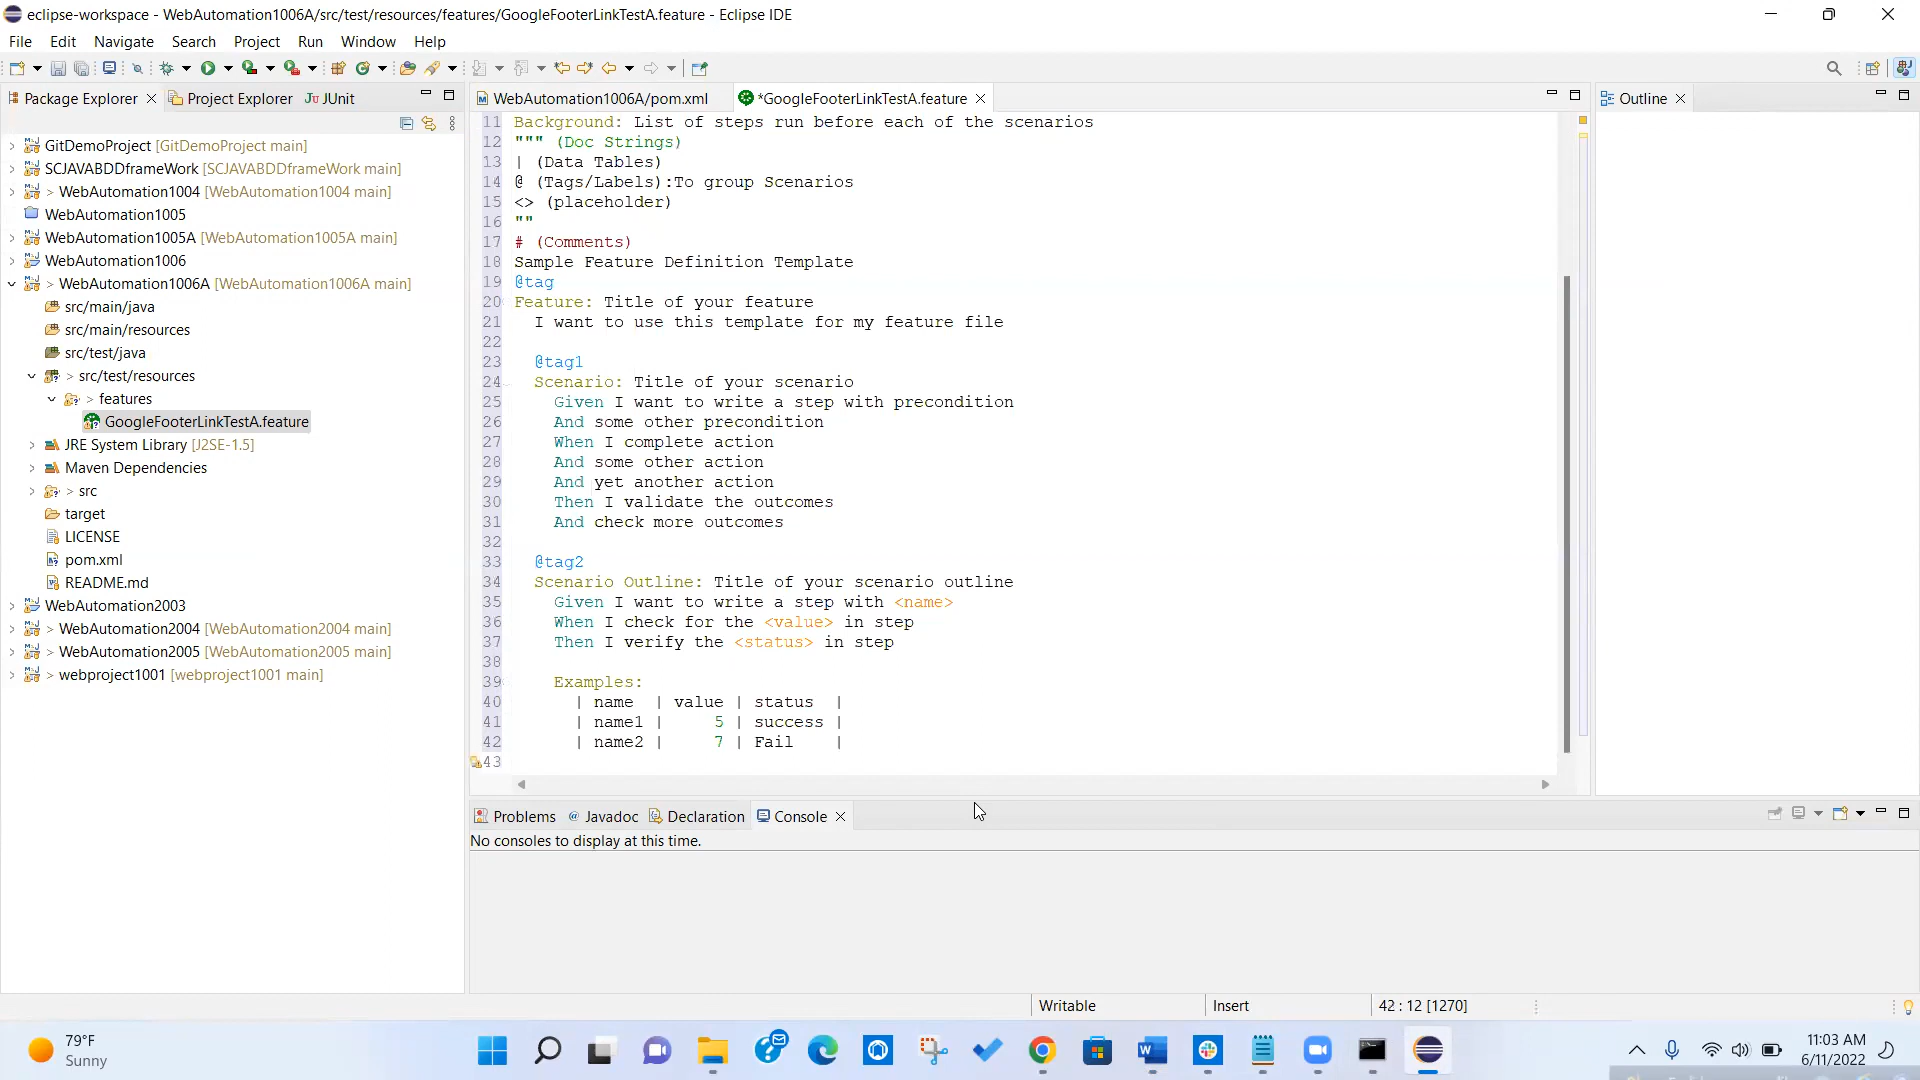 eclipse-workspace - WebAutomation1006A/src/test/resources/features/GoogleFooterLinkTestA.feature - Eclipse IDE
File Edit Navigate Search Project Run Window Help
Package Explorer Project Explorer JUnit
WebAutomation1006A/pom.xml *GoogleFooterLinkTestA.feature
Outline
GitDemoProject [GitDemoProject main]
SCJAVABDDframeWork [SCJAVABDDframeWork main]
> WebAutomation1004 [WebAutomation1004 main]
WebAutomation1005
WebAutomation1005A [WebAutomation1005A main]
WebAutomation1006
> WebAutomation1006A [WebAutomation1006A main]
src/main/java
src/main/resources
src/test/java
> src/test/resources
> features
GoogleFooterLinkTestA.feature
JRE System Library [J2SE-1.5]
Maven Dependencies
> src
target
LICENSE
pom.xml
README.md
WebAutomation2003
> WebAutomation2004 [WebAutomation2004 main]
> WebAutomation2005 [WebAutomation2005 main]
> webproject1001 [webproject1001 main]
11 Background: List of steps run before each of the scenarios
12 """ (Doc Strings)
13 | (Data Tables)
14 @ (Tags/Labels):To group Scenarios
15 <> (placeholder)
16 ""
17 # (Comments)
18 Sample Feature Definition Template
19 @tag
20 Feature: Title of your feature
21 I want to use this template for my feature file
22
23 @tag1
24 Scenario: Title of your scenario
25 Given I want to write a step with precondition
26 And some other precondition
27 When I complete action
28 And some other action
29 And yet another action
30 Then I validate the outcomes
31 And check more outcomes
32
33 @tag2
34 Scenario Outline: Title of your scenario outline
35 Given I want to write a step with <name>
36 When I check for the <value> in step
37 Then I verify the <status> in step
38
39 Examples:
40 | name | value | status |
41 | name1 | 5 | success |
42 | name2 | 7 | Fail |
43
Problems @ Javadoc Declaration Console
No consoles to display at this time.
Writable Insert 42 : 12 [1270]
79°F
Sunny
11:03 AM
6/11/2022